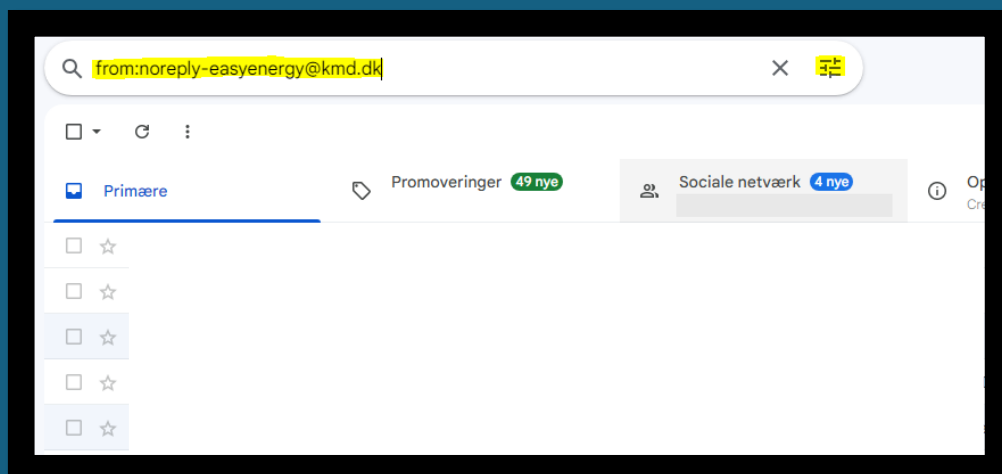 from:noreply-easyenergy@kmd.dk
Primære
Promoveringer 49 nye
Sociale netværk 4 nye